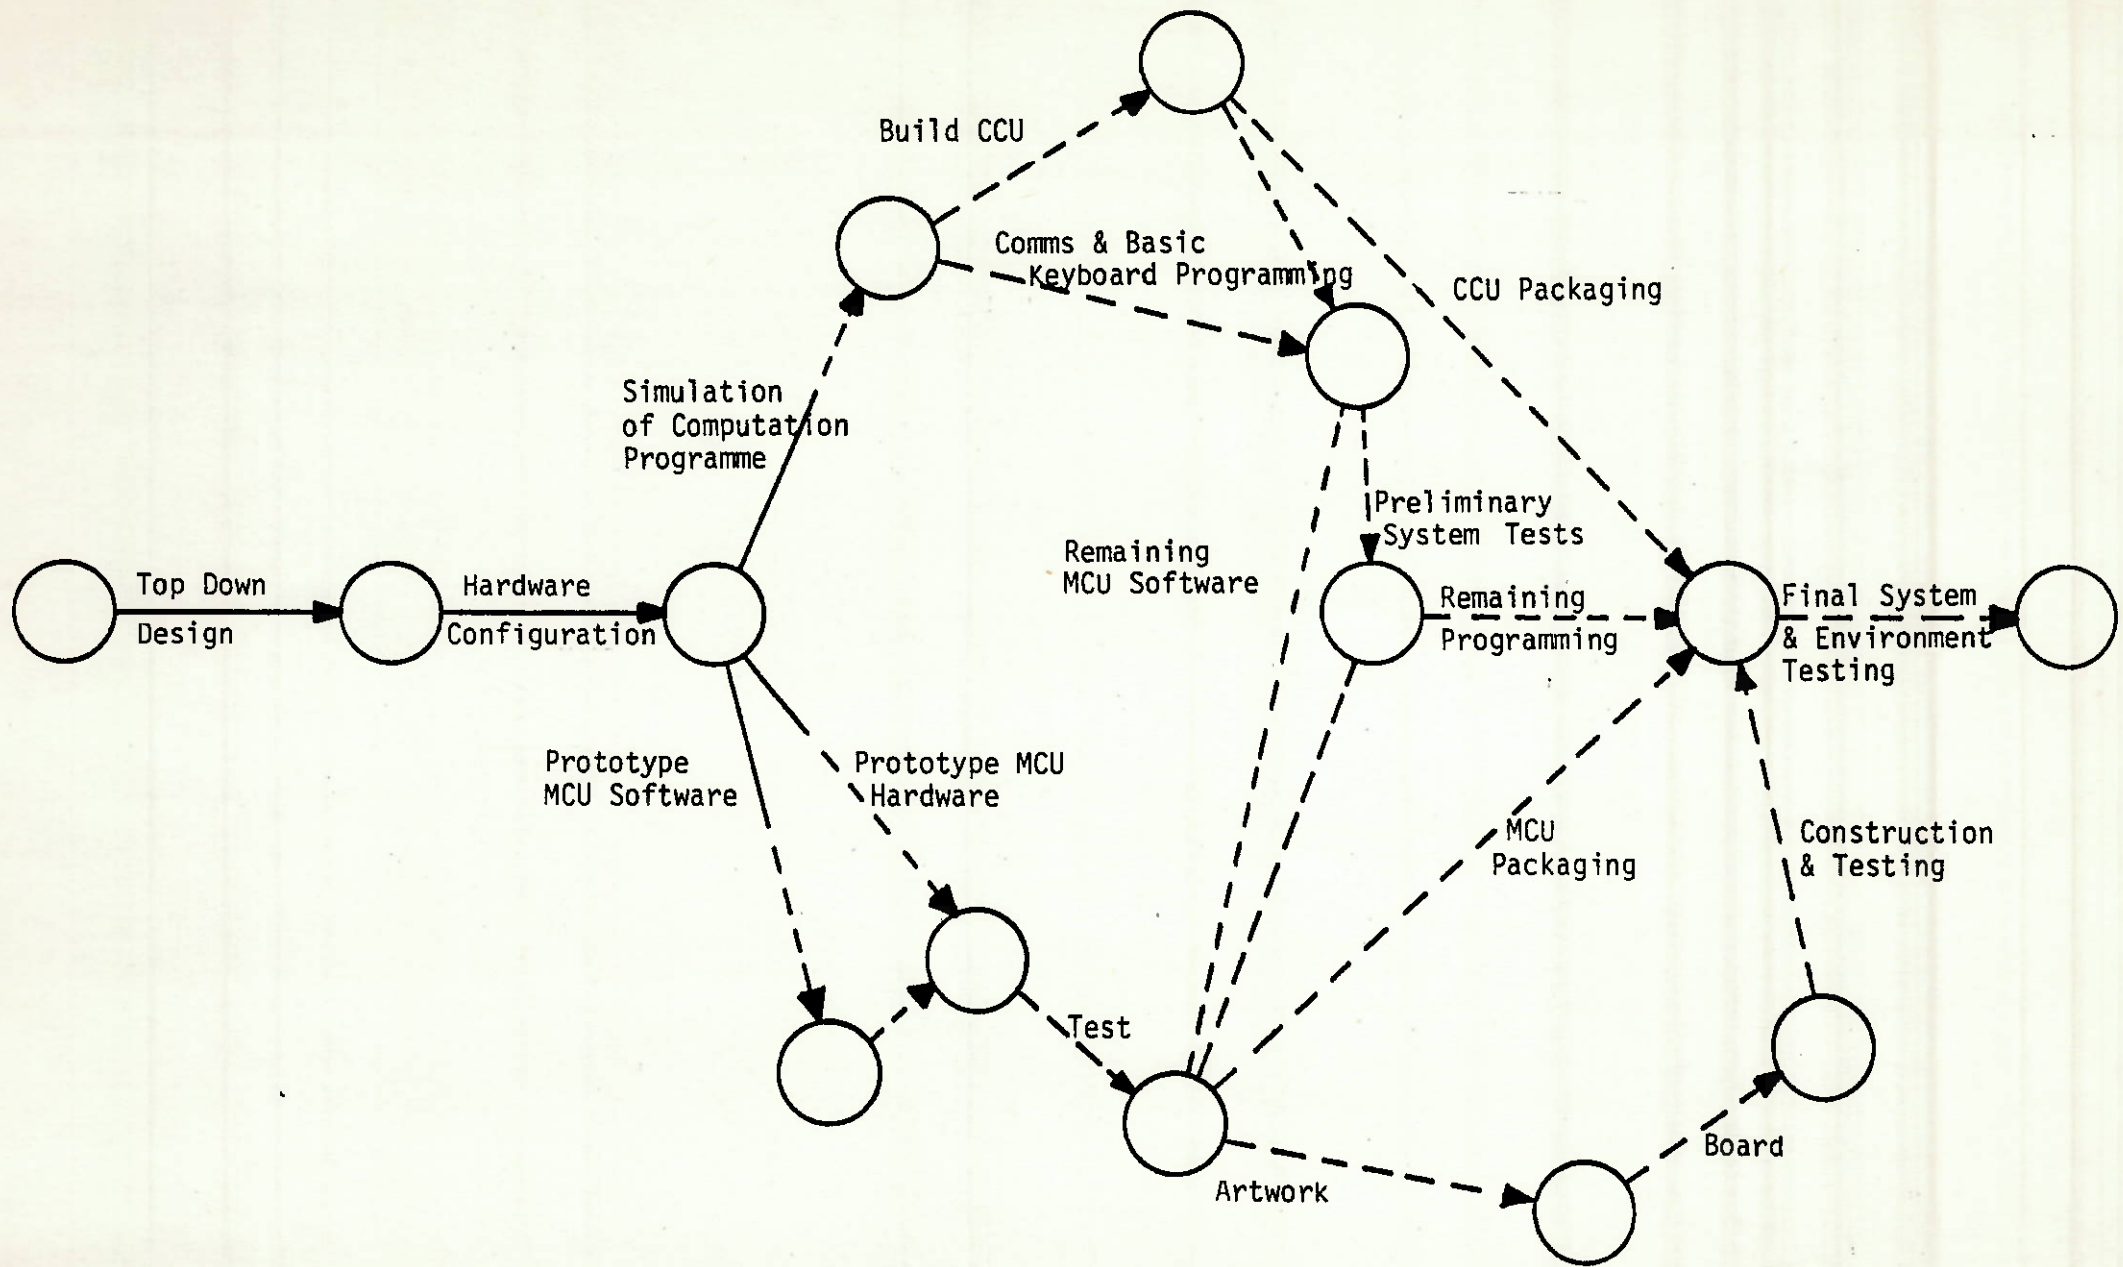 Build CCU
Comms & Basic
Keyboard Programming
CCU Packaging
Simulation
of Computation
Programme
Preliminary
System Tests
Remaining
MCU Software
Top Down
Design
Hardware
Configuration
Remaining
Programming
Final System
& Environment
Testing
Prototype
MCU Software
Prototype MCU
Hardware
MCU
Packaging
Construction
& Testing
Test
Board
Artwork